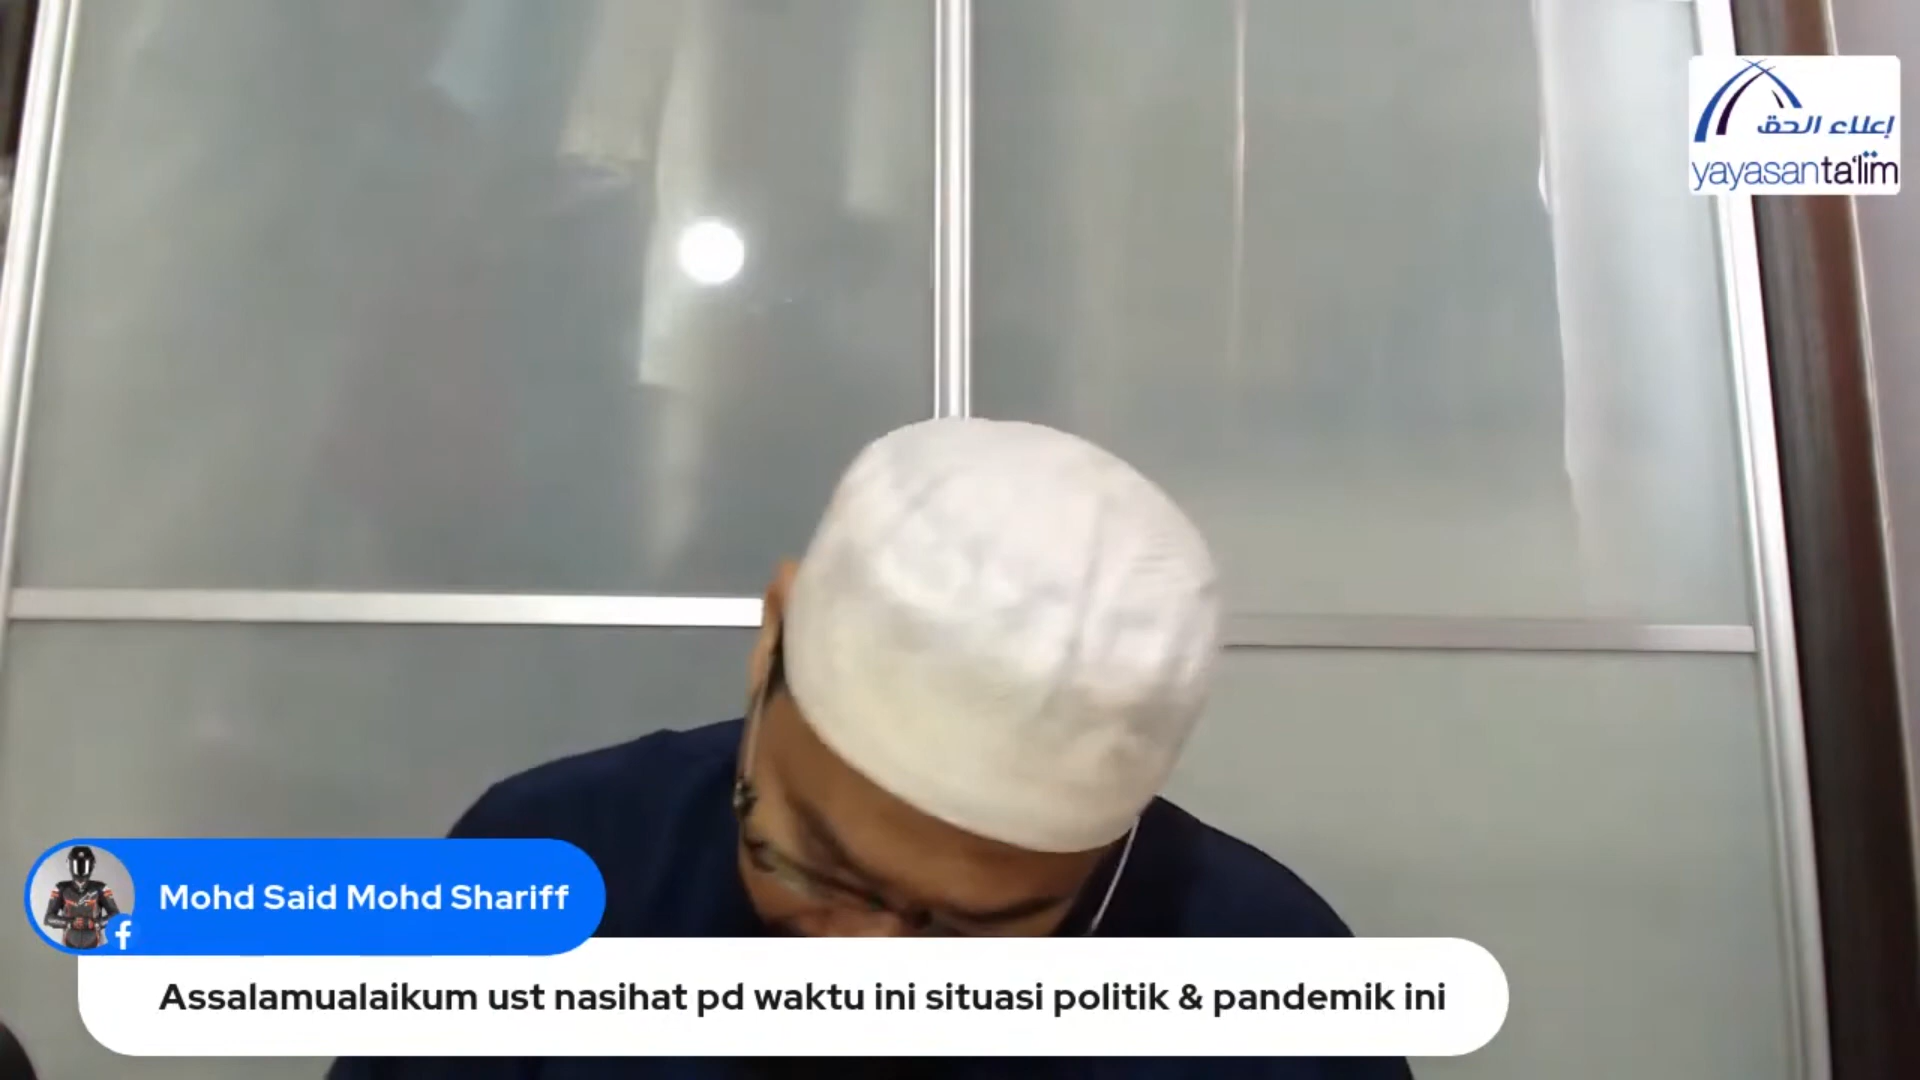 إعلاء الحق
yayasanta'lim
Mohd Said Mohd Shariff
Assalamualaikum ust nasihat pd waktu ini situasi politik & pandemik ini